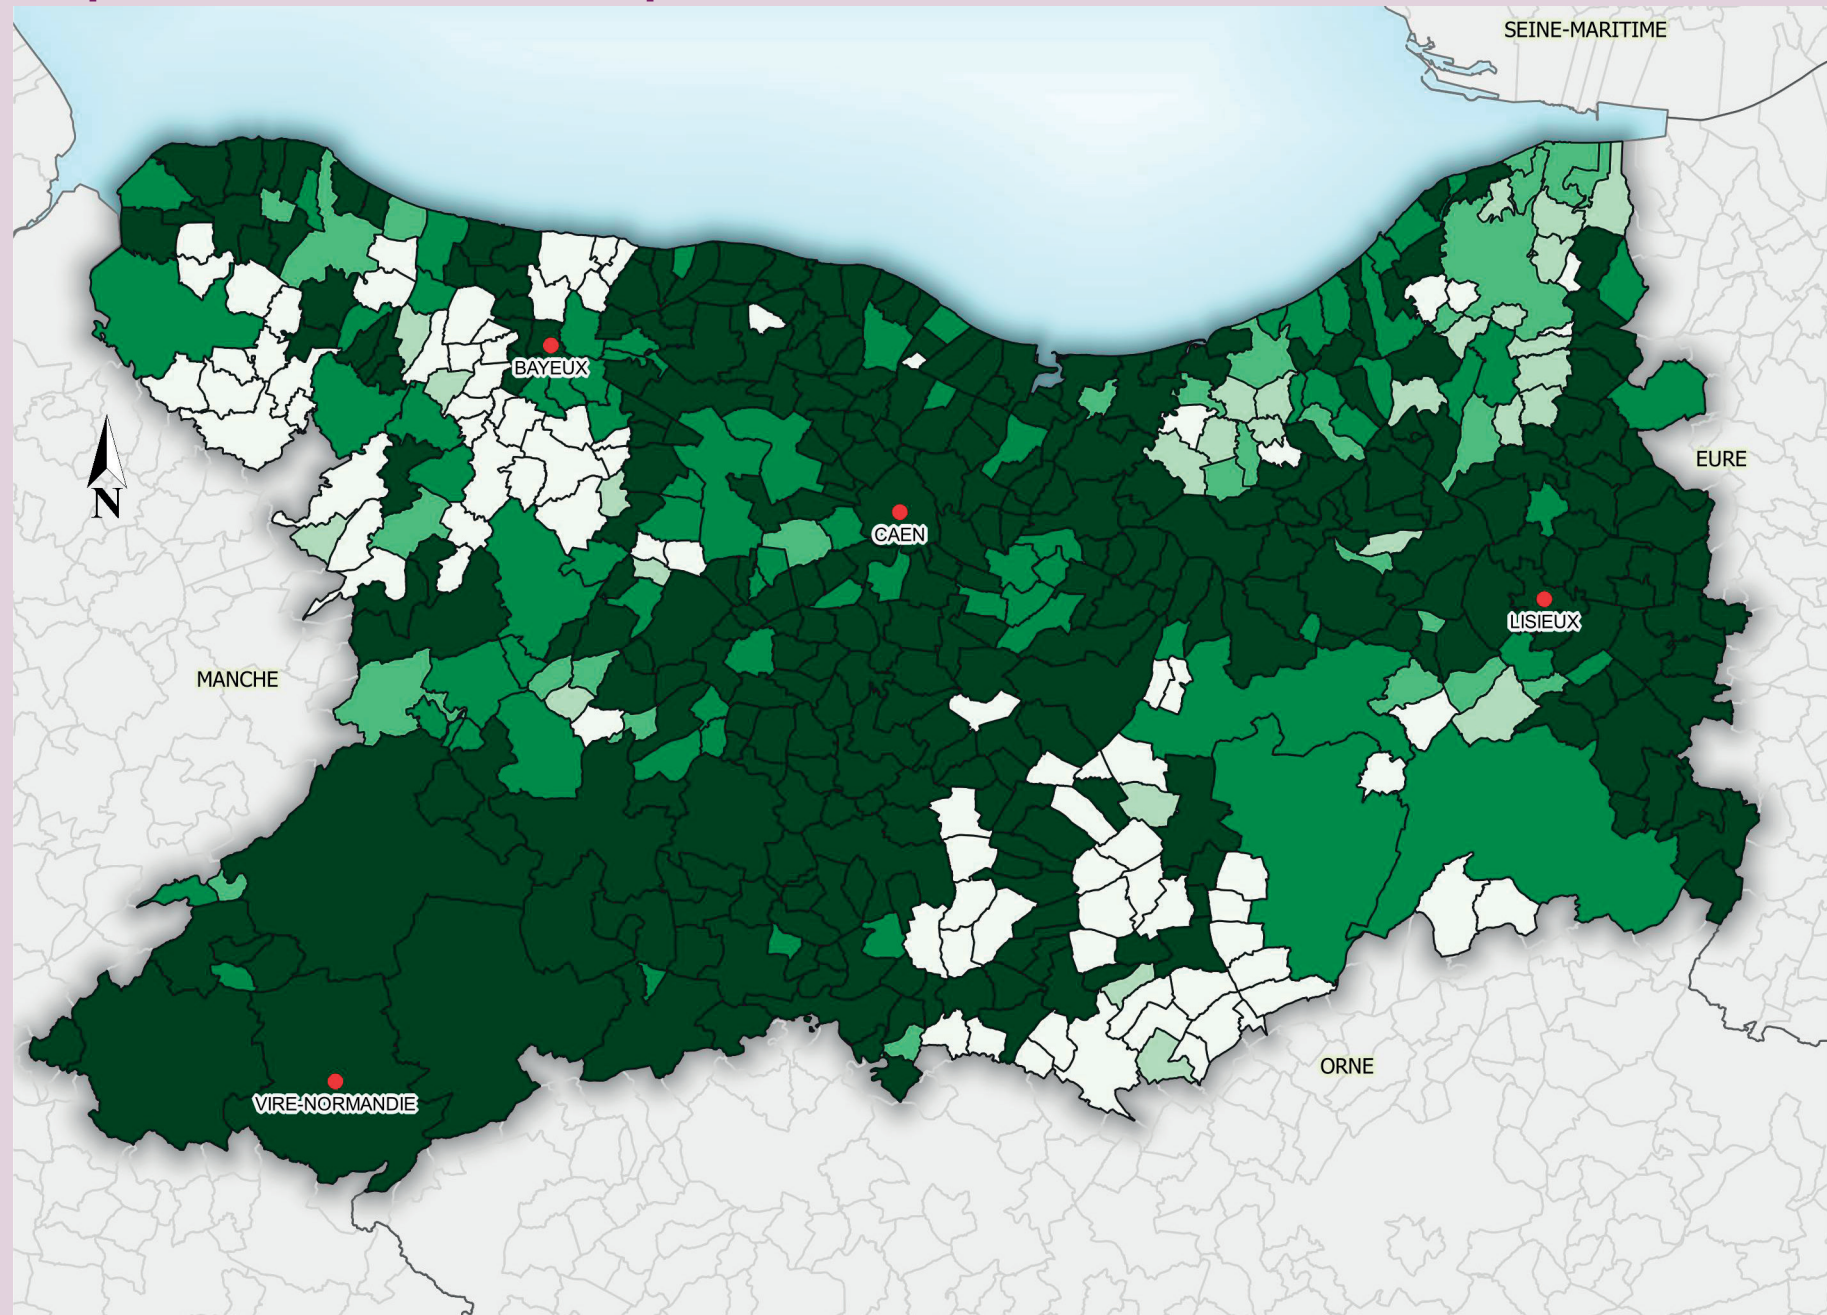 SEINE-MARITIME
BAYEUX
EURE
N
CAEN
LISIEUX
MANCHE
ORNE
VIRE-NORMANDIE